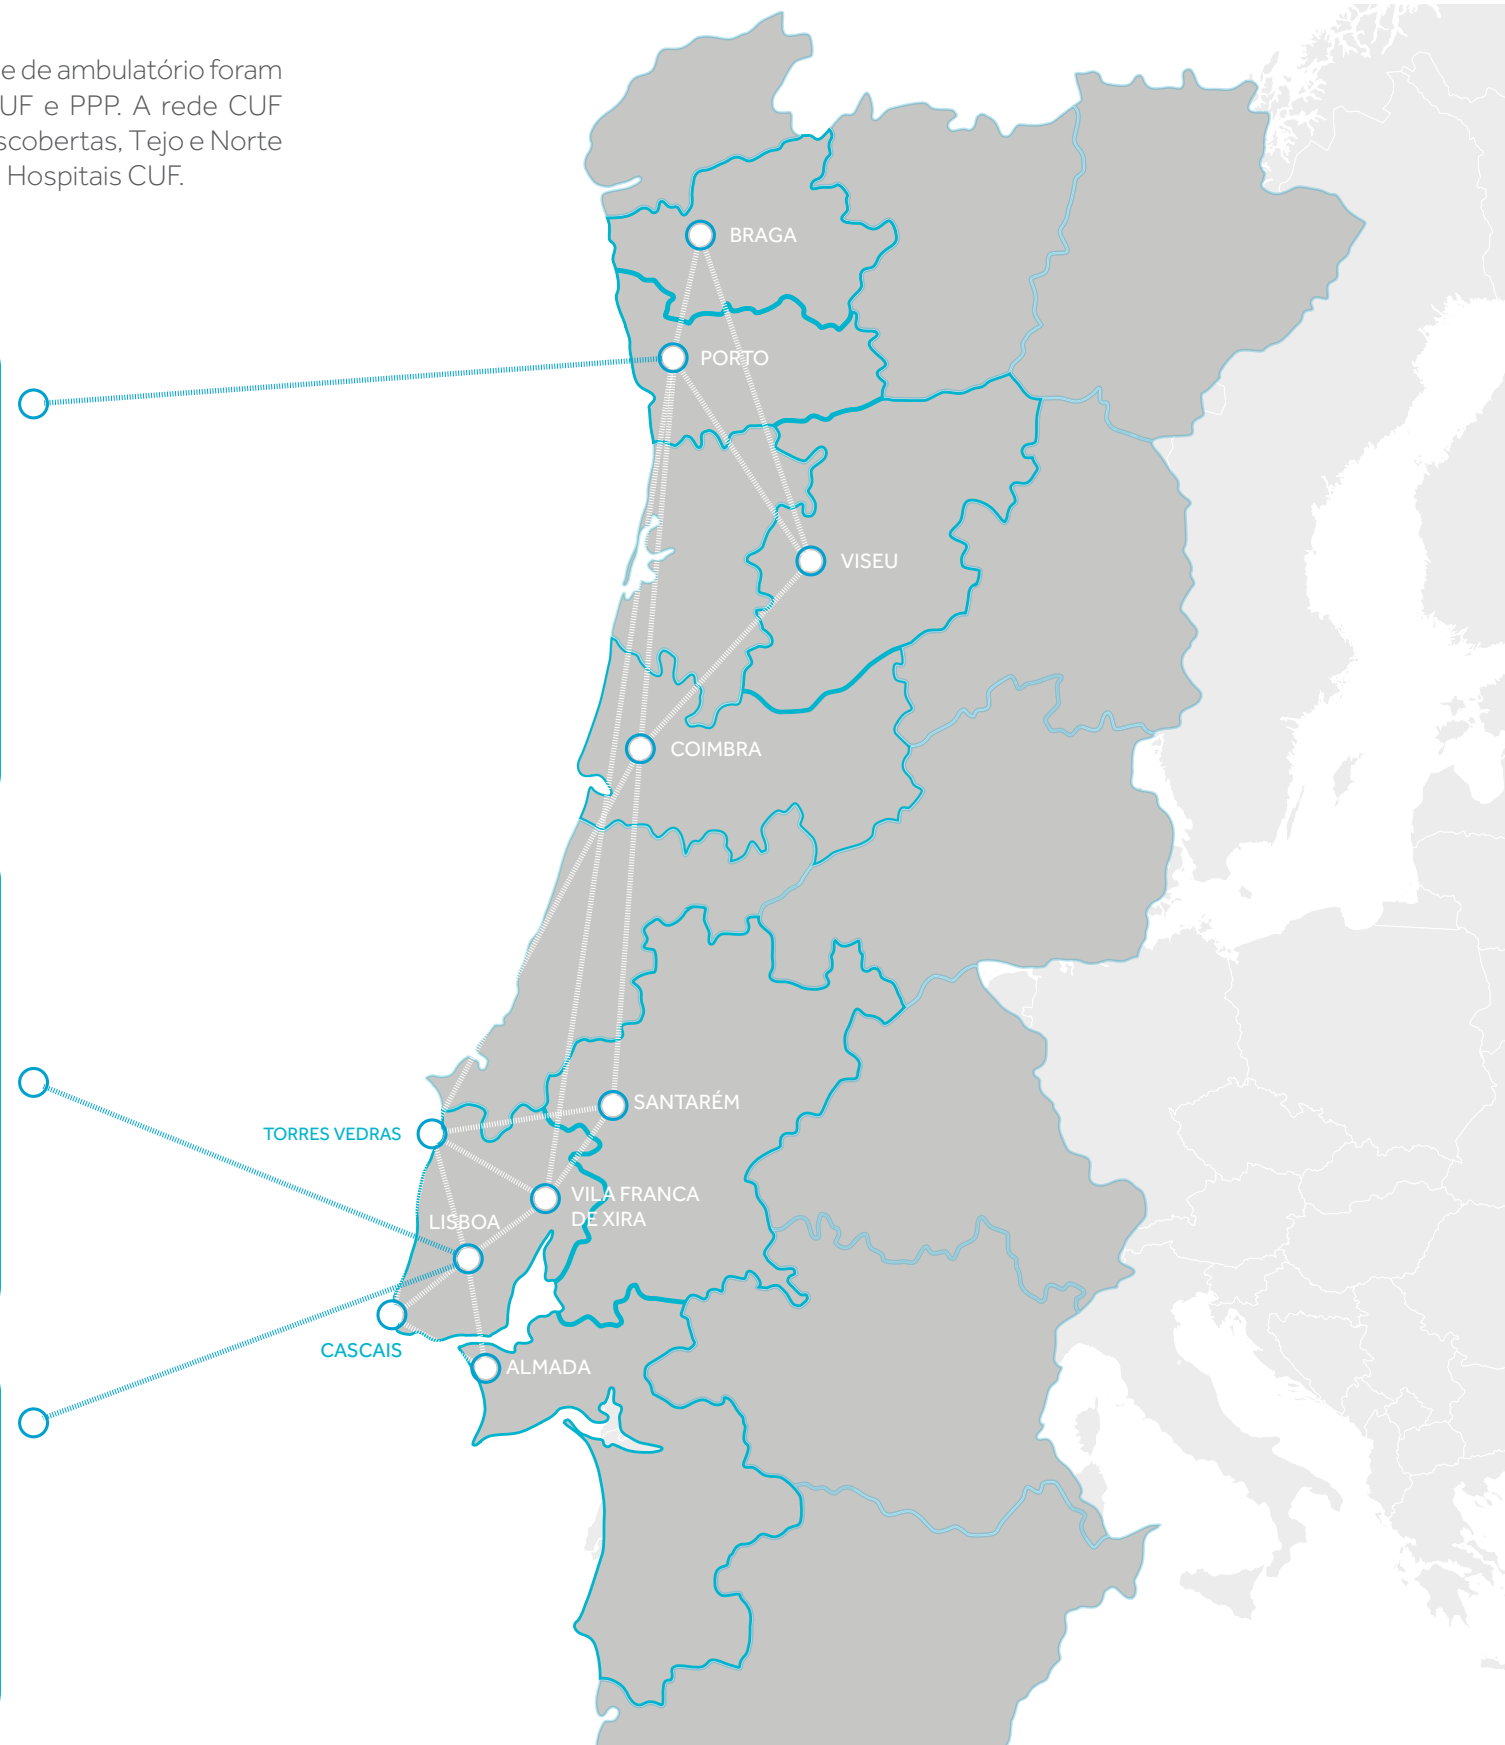 e de ambulatório foram
UF e PPP. A rede CUF
scobertas, Tejo e Norte
Hospitais CUF.
BRAGA
PORTO
VISEU
COIMBRA
SANTARÉM
TORRES VEDRAS
VILA FRANCA
DE XIRA
LISBOA
CASCAIS
ALMADA